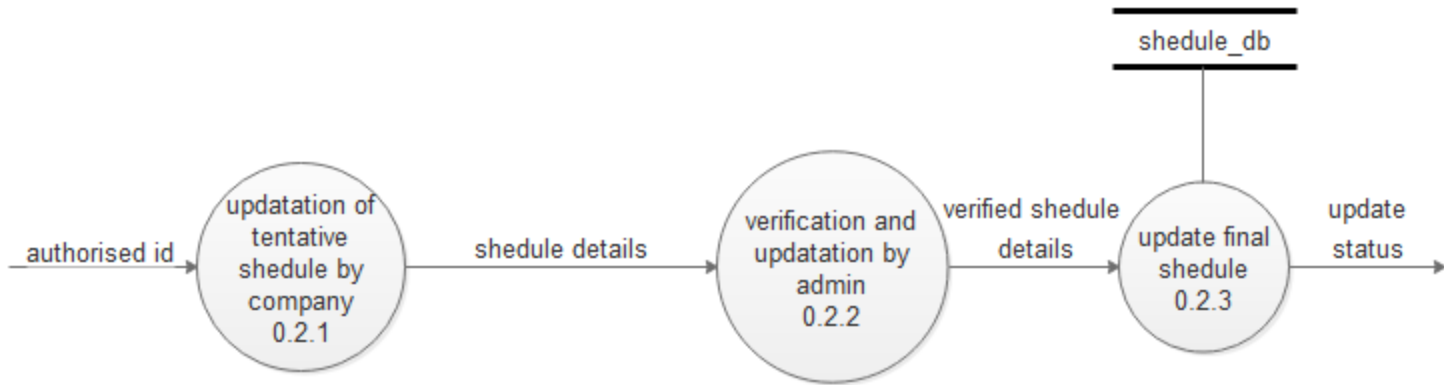 shedule_db
authorised id
updatation of
tentative
shedule by
company
0.2.1
shedule details
verification and
updatation by
admin
0.2.2
verified shedule
details
update final
shedule
0.2.3
update
status